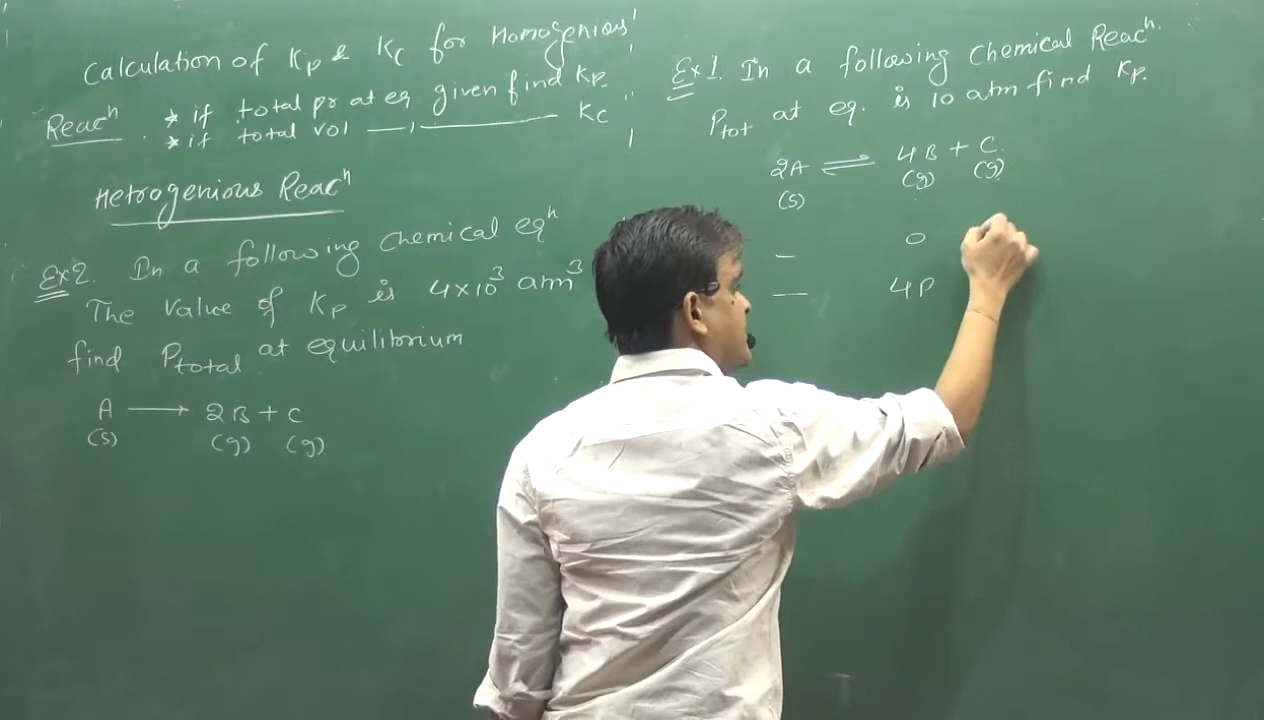 Calculation of Kp & Kc for Homogenious
Reacn. * if total pr at eq given find Kp.
* if total vol — 〃 — Kc 〃
Hetrogenious Reacn
Ex2. In a following chemical eqn
The value of Kp is 4×10³ atm³
find Ptotal at equilibrium
A ⟶ 2B + C
(s) (g) (g).
Ex1. In a following chemical Reacn.
Ptot at eq. is 10 atm find Kp.
2A ⇌ 4B + C
(s) (g) (g)
– 0
— 4P